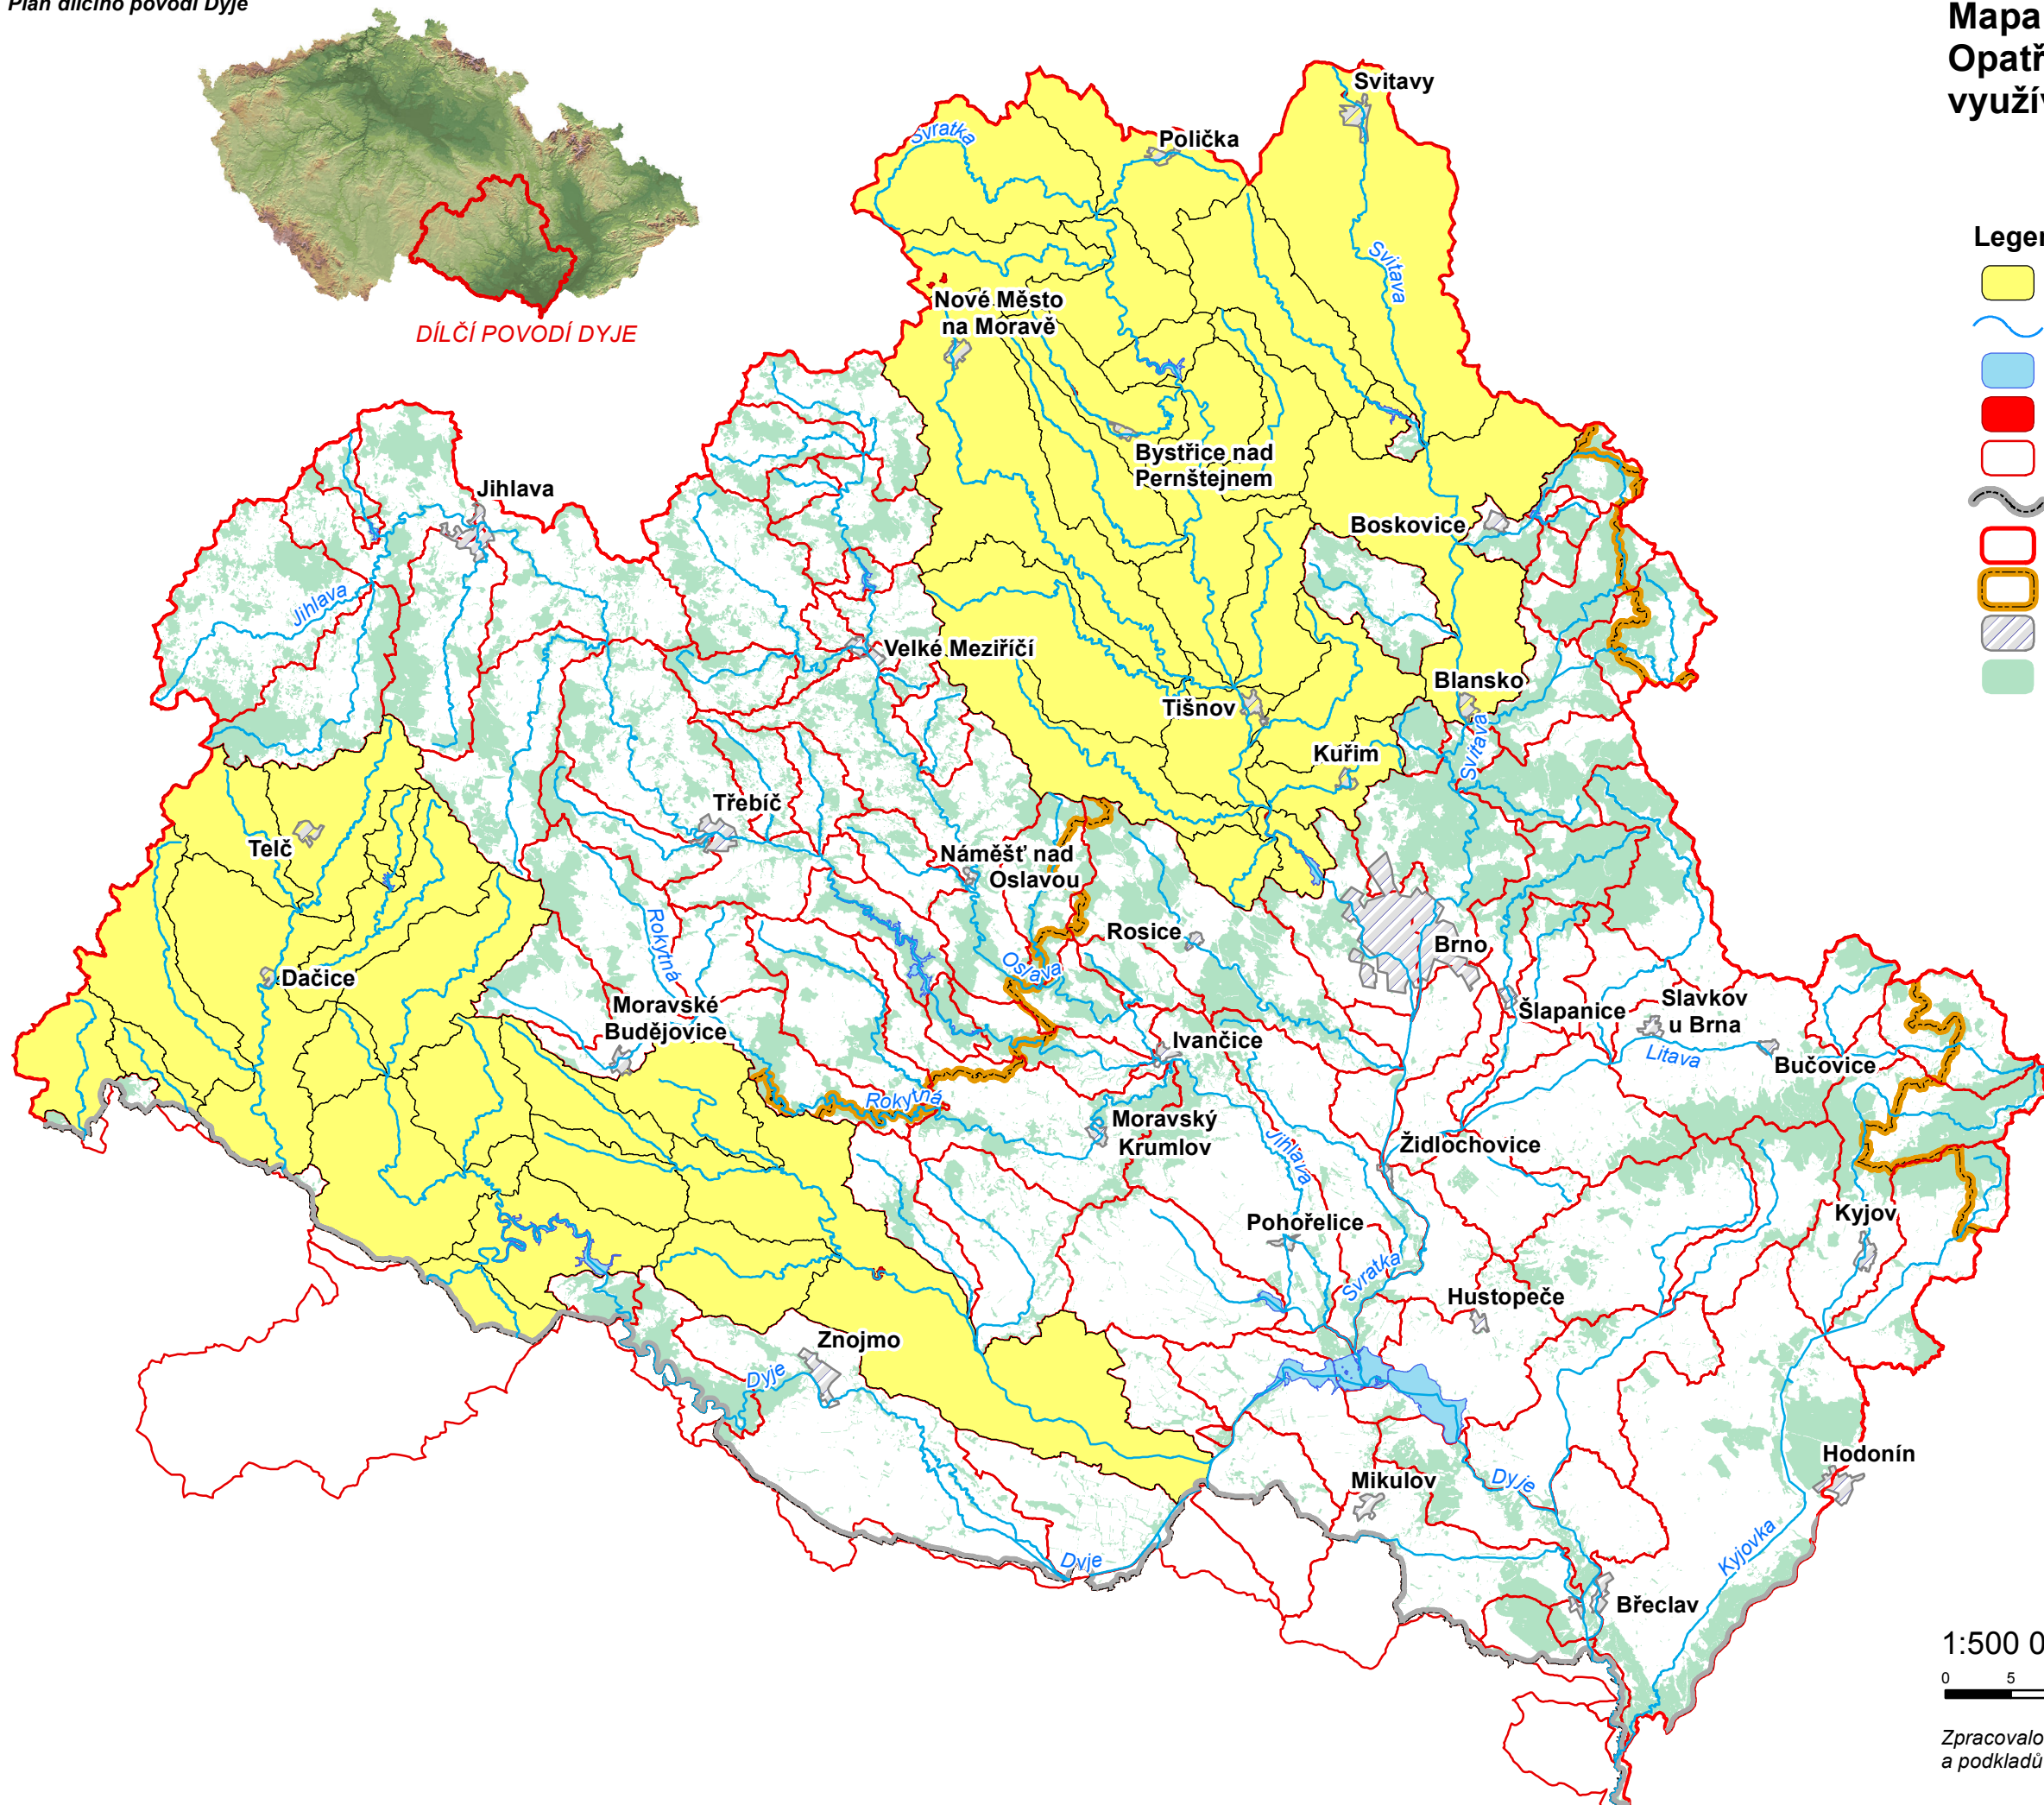 Plán dílčího povodí Dyje
Mapa
Opatř
využív
DÍLČÍ POVODÍ DYJE
Legen
Svitavy
Svratka
Polička
Svitava
Nové Město
na Moravě
Bystřice nad
Pernštejnem
Jihlava
Boskovice
Jihlava
Velké Meziříčí
Blansko
Tišnov
Svitava
Kuřim
Třebíč
Telč
Náměšť nad
Oslavou
Rokytná
Rosice
Brno
Oslava
Dačice
Moravské
Budějovice
Šlapanice
Slavkov
u Brna
Ivančice
Litava
Bučovice
Rokytná
Moravský
Krumlov
Jihlava
Židlochovice
Pohořelice
Kyjov
Svratka
Hustopeče
Znojmo
Dyje
Hodonín
Mikulov
Dyje
Kyjovka
Dyje
Břeclav
1:500 0
0 5
Zpracovalo
a podkladů